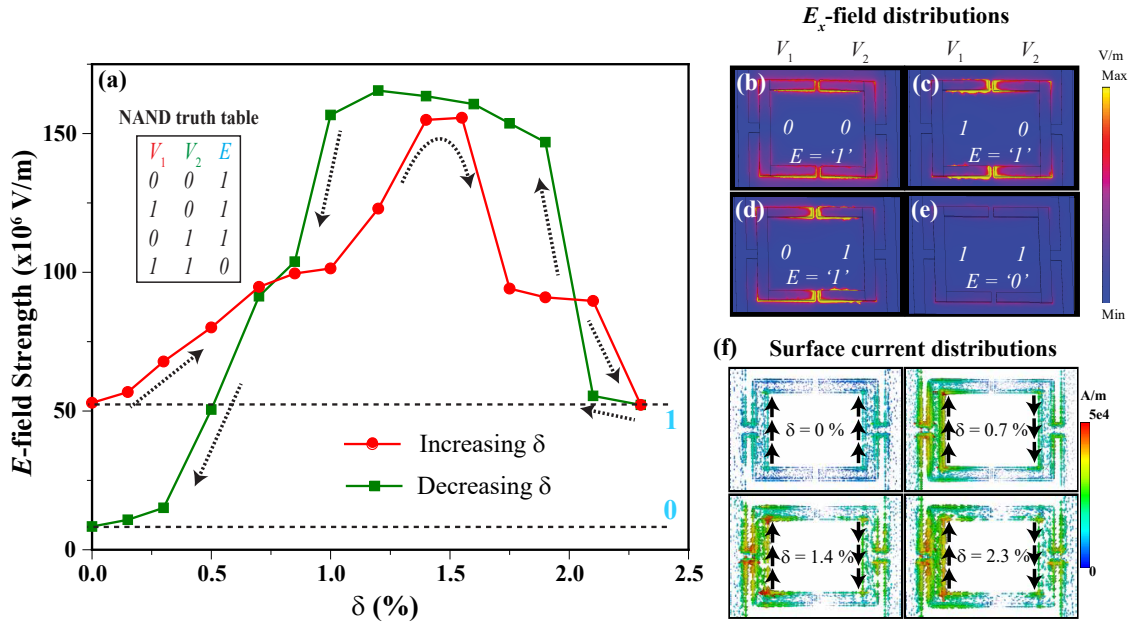 (a)
NAND truth table
V₁ V₂ E
0 0 1
1 0 1
0 1 1
1 1 0
E-field Strength (x10⁶ V/m)
150
100
50
0
1
0
Increasing δ
Decreasing δ
0.0 0.5 1.0 1.5 2.0 2.5
δ (%)
Eₓ-field distributions
V₁ V₂ V₁ V₂
V/m
Max
Min
(b)
0 0
E = ‘1’
(c)
1 0
E = ‘1’
(d)
0 1
E = ‘1’
(e)
1 1
E = ‘0’
(f) Surface current distributions
A/m
5e4
0
δ = 0 %
δ = 0.7 %
δ = 1.4 %
δ = 2.3 %